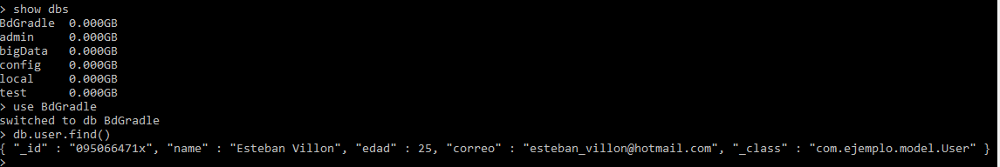 > show dbs
BdGradle  0.000GB
admin     0.000GB
bigData   0.000GB
config    0.000GB
local     0.000GB
test      0.000GB
> use BdGradle
switched to db BdGradle
> db.user.find()
{ "_id" : "095066471x", "name" : "Esteban Villon", "edad" : 25, "correo" : "esteban_villon@hotmail.com", "_class" : "com.ejemplo.model.User" }
>